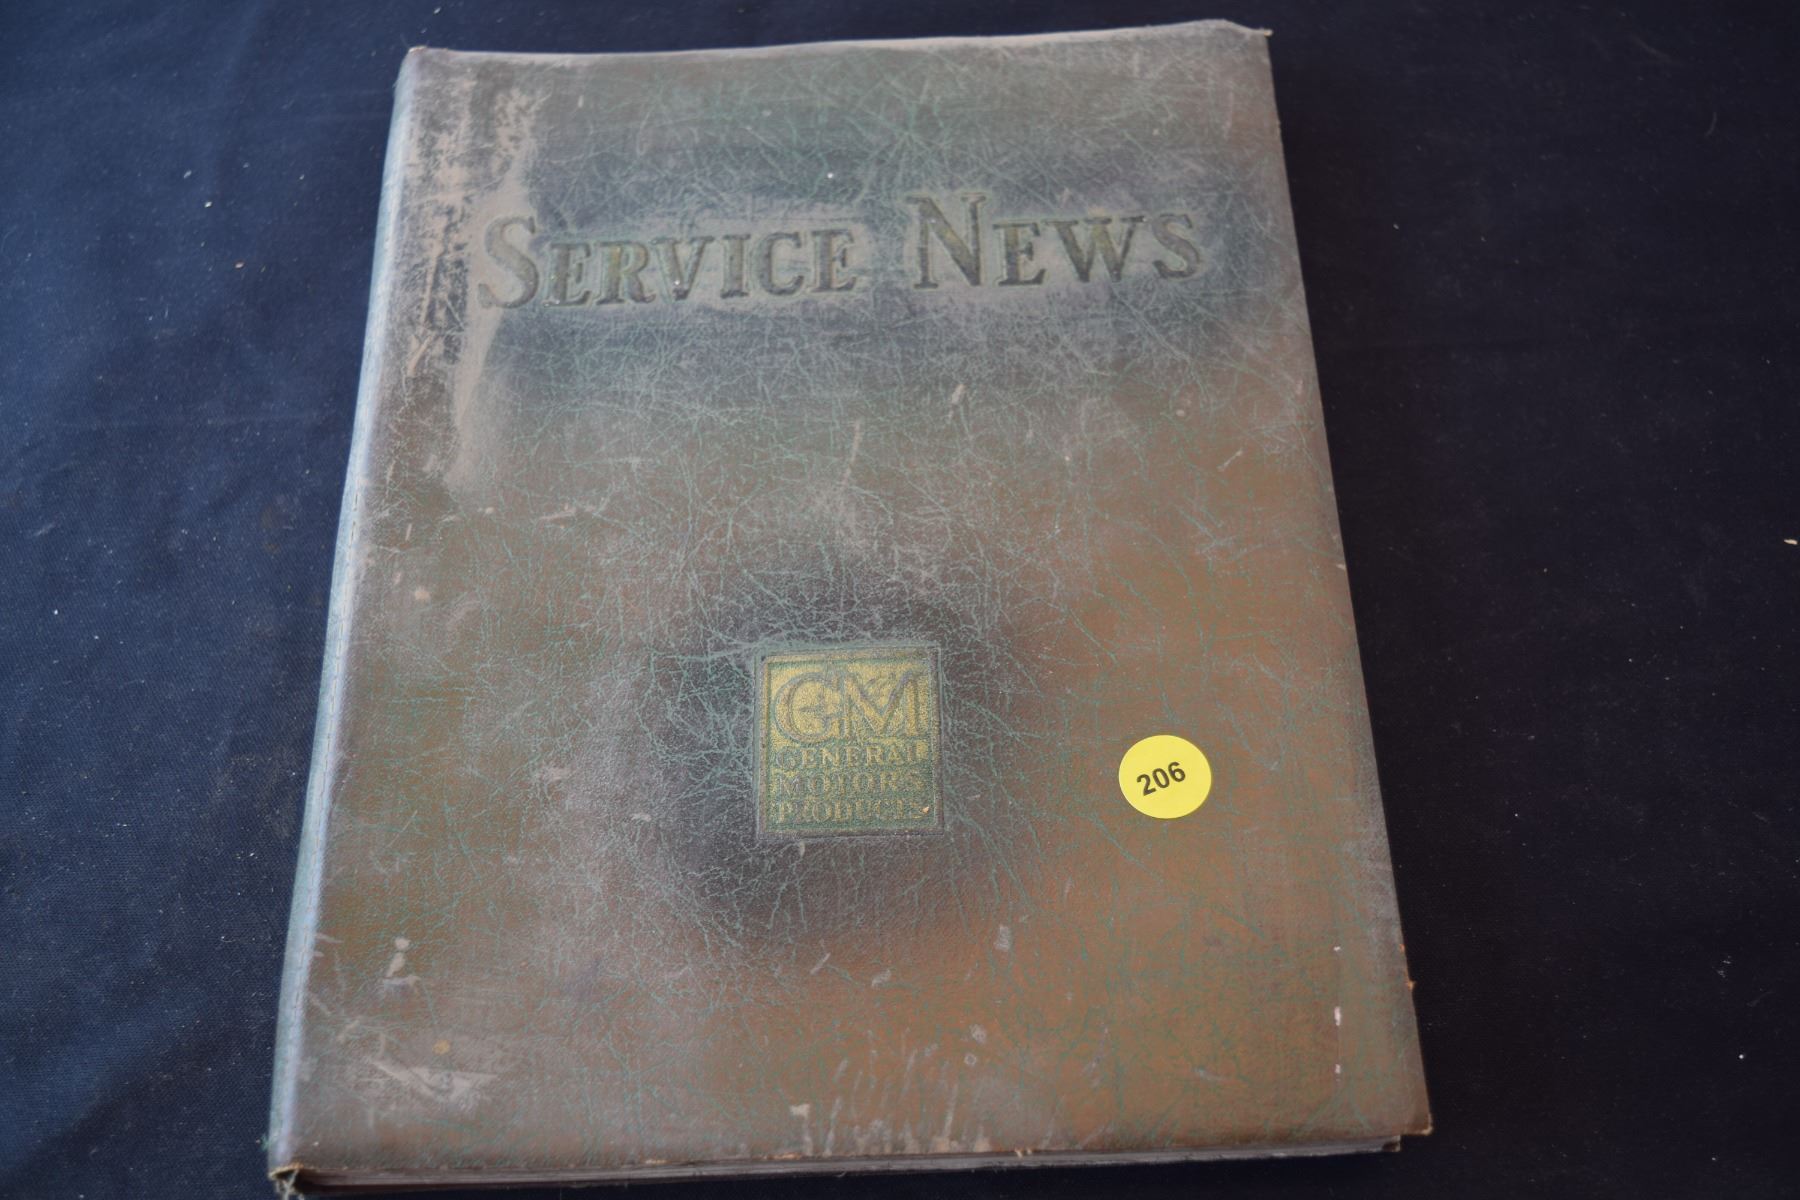 SERVICE NEWS
GM
GENERAL
MOTORS
PRODUCTS
206